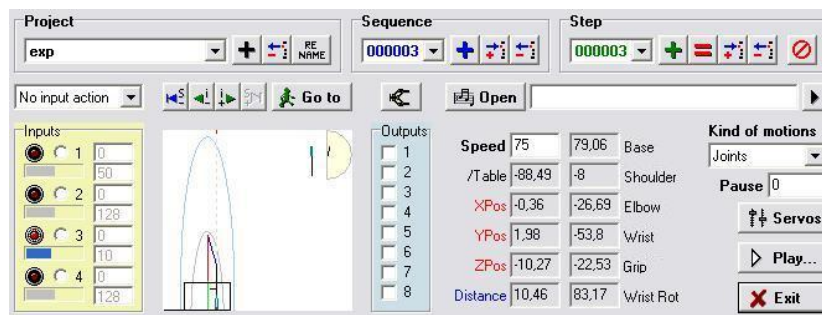 Project
exp
RE
NAME
Sequence
000003
Step
000003
No input action
S
i
i
Go to
Open
Inputs
1 0
50
2 0
128
3 0
10
4 0
128
Outputs
1
2
3
4
5
6
7
8
Speed 75 79,06 Base
/Table -88,49 -8 Shoulder
XPos -0,36 -26,69 Elbow
YPos 1,98 -53,8 Wrist
ZPos -10,27 -22,53 Grip
Distance 10,46 83,17 Wrist Rot
Kind of motions
Joints
Pause 0
Servos
Play...
Exit